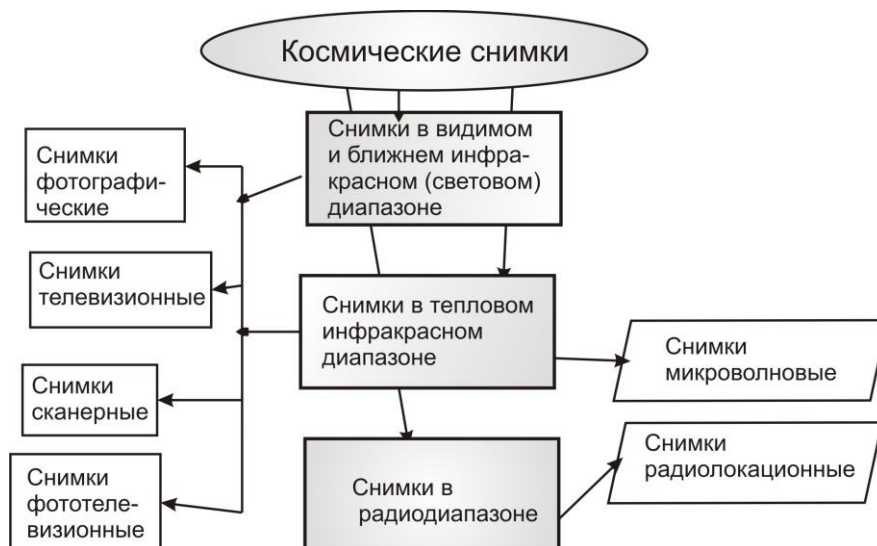 Космические снимки
Снимки в видимом
и ближнем инфра-
красном (световом)
диапазоне
Снимки
фотографи-
ческие
Снимки
телевизионные
Снимки в тепловом
инфракрасном
диапазоне
Снимки
микроволновые
Снимки
сканерные
Снимки
радиолокационные
Снимки
фототеле-
визионные
Снимки в
радиодиапазоне